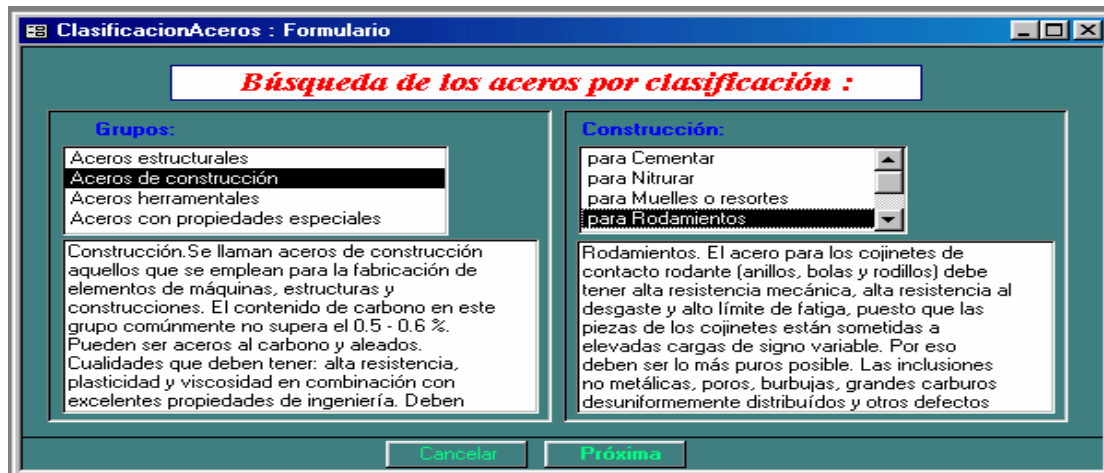 ClasificacionAceros : Formulario
Búsqueda de los aceros por clasificación :
Grupos:
Aceros estructurales
Aceros de construcción
Aceros herramentales
Aceros con propiedades especiales
Construcción.Se llaman aceros de construcción
aquellos que se emplean para la fabricación de
elementos de máquinas, estructuras y
construcciones. El contenido de carbono en este
grupo comúnmente no supera el 0.5 - 0.6 %.
Pueden ser aceros al carbono y aleados.
Cualidades que deben tener: alta resistencia,
plasticidad y viscosidad en combinación con
excelentes propiedades de ingeniería. Deben
Construcción:
para Cementar
para Nitrurar
para Muelles o resortes
para Rodamientos
Rodamientos. El acero para los cojinetes de
contacto rodante (anillos, bolas y rodillos) debe
tener alta resistencia mecánica, alta resistencia al
desgaste y alto límite de fatiga, puesto que las
piezas de los cojinetes están sometidas a
elevadas cargas de signo variable. Por eso
deben ser lo más puros posible. Las inclusiones
no metálicas, poros, burbujas, grandes carburos
desuniformemente distribuídos y otros defectos
Cancelar
Próxima